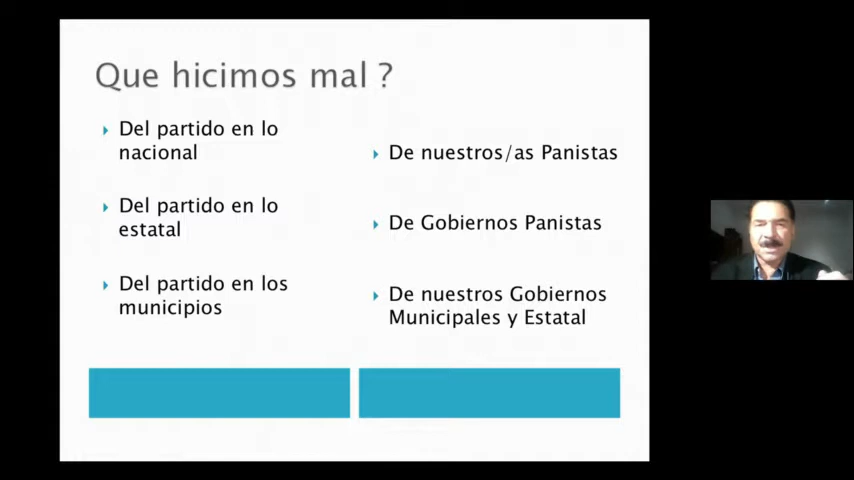 Que hicimos mal ?
Del partido en lo
nacional
Del partido en lo
estatal
Del partido en los
municipios
De nuestros/as Panistas
De Gobiernos Panistas
De nuestros Gobiernos
Municipales y Estatal